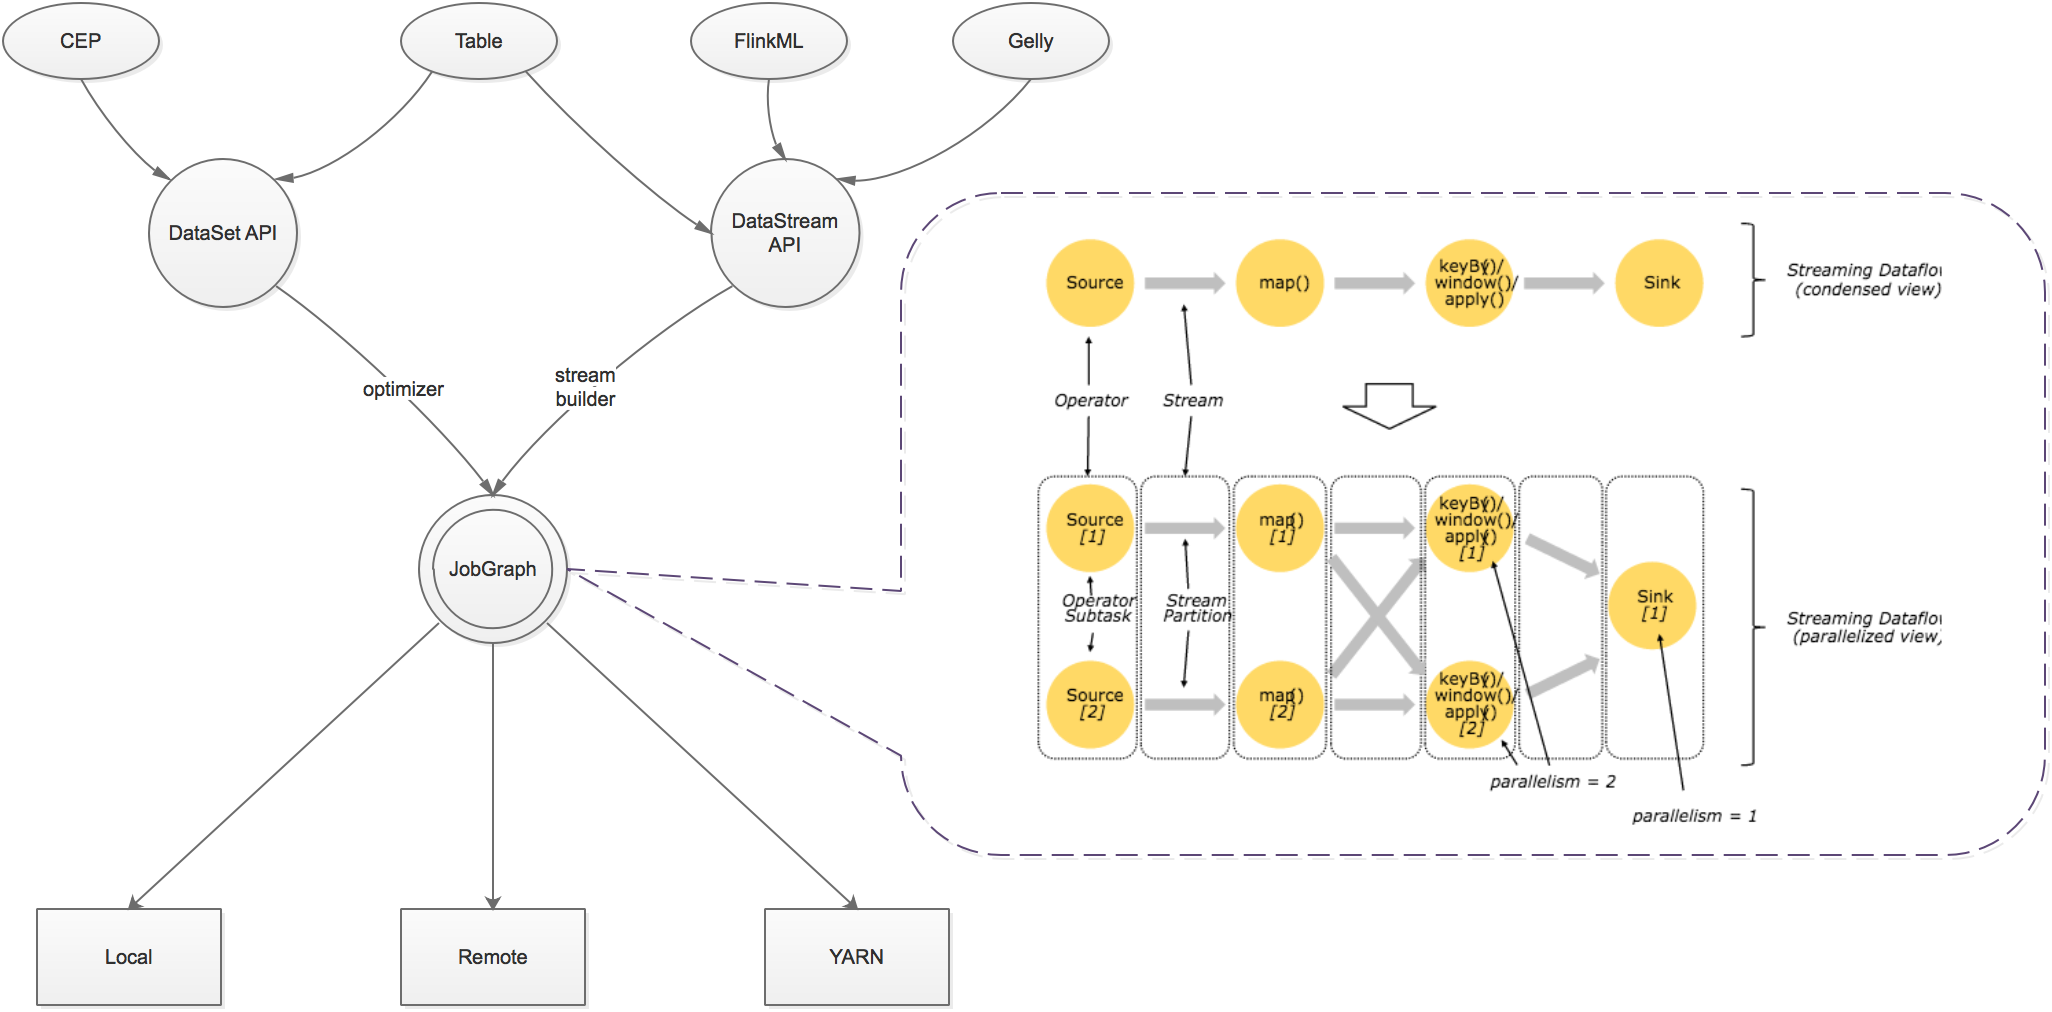 CEP
Table
FlinkML
Gelly
DataSet API
DataStream
API
optimizer
stream
builder
JobGraph
Local
Remote
YARN
Source
map()
keyBy()/
window()/
apply()
Sink
Streaming Dataflow
(condensed view)
Operator
Stream
Source
[1]
map()
[1]
keyBy()/
window()/
apply()
[1]
Operator
Subtask
Stream
Partition
Sink
[1]
Streaming Dataflow
(parallelized view)
Source
[2]
map()
[2]
keyBy()/
window()/
apply()
[2]
parallelism = 2
parallelism = 1